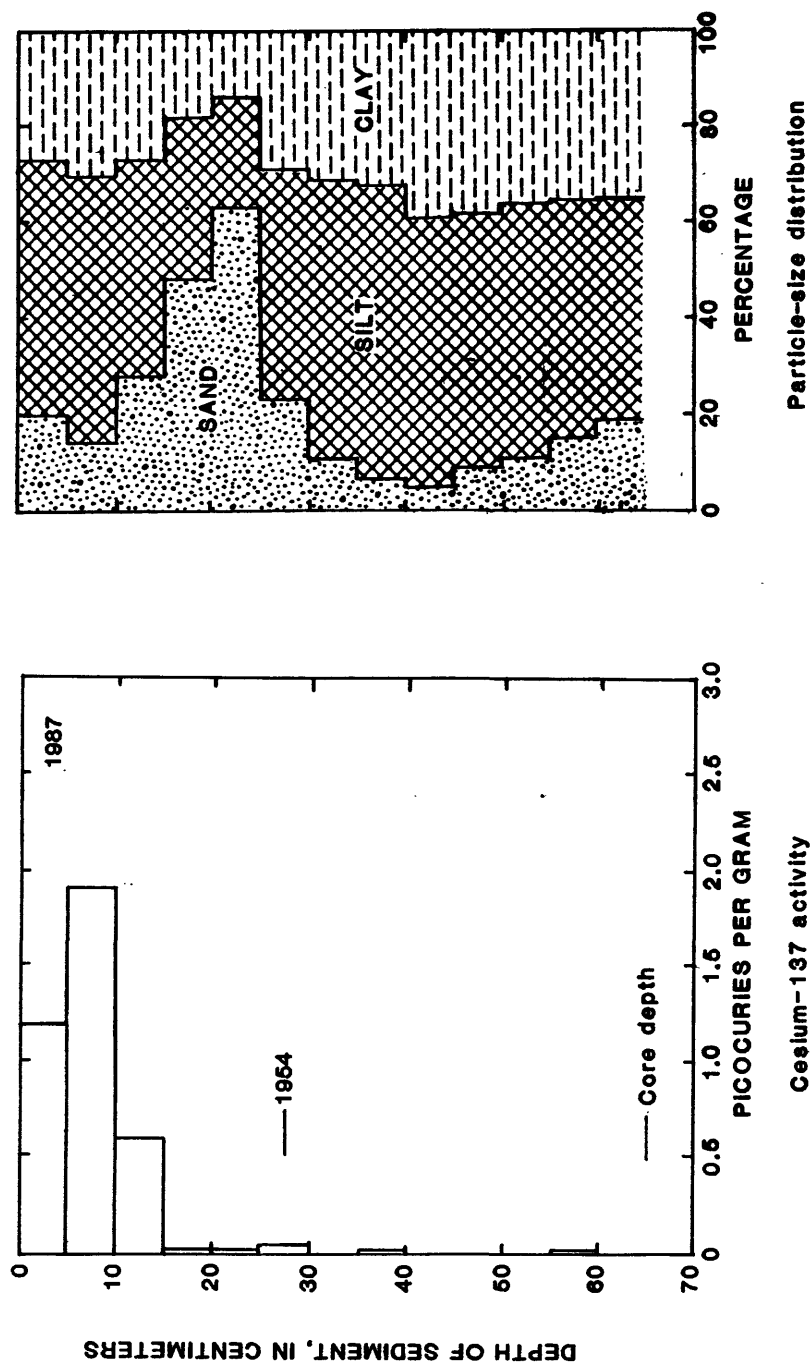 DEPTH OF SEDIMENT, IN CENTIMETERS
0
10
20
30
40
50
60
70
1987
1954
Core depth
0
0.5
1.0
1.5
2.0
2.5
3.0
PICOCURIES PER GRAM
Cesium-137 activity
SAND
SILT
CLAY
0
20
40
60
80
100
PERCENTAGE
Particle-size distribution